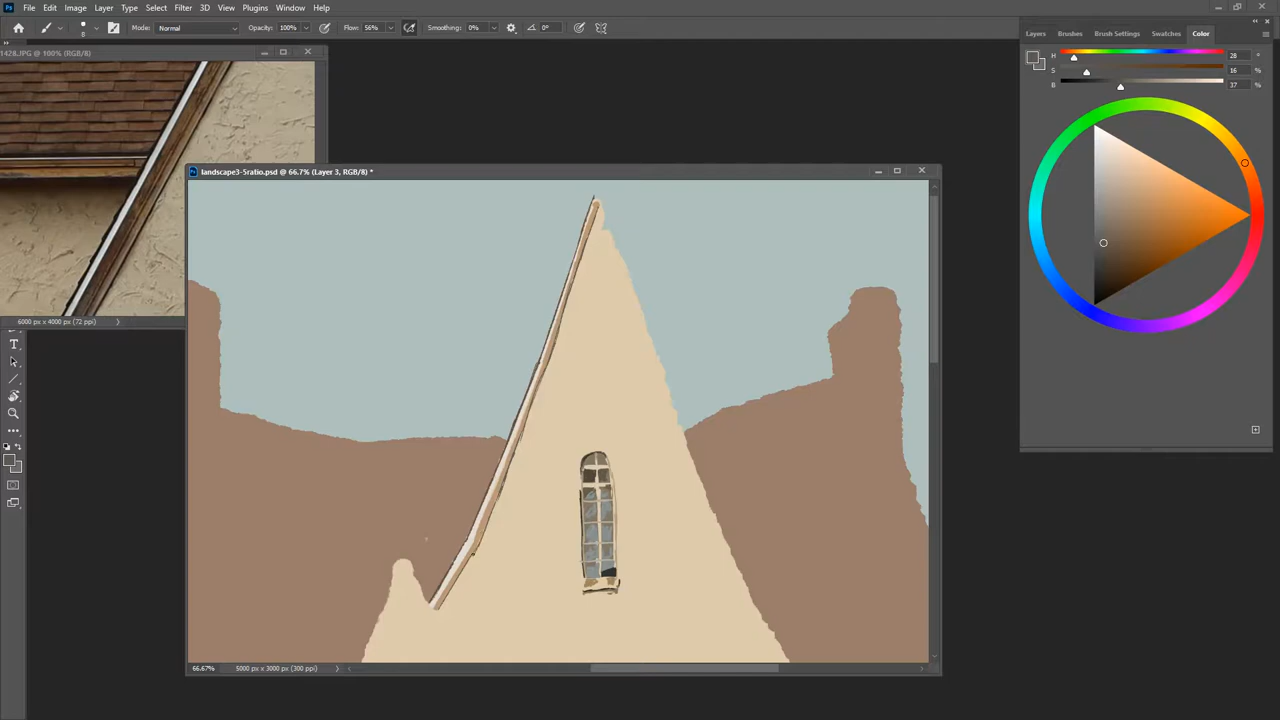 Ps File Edit Image Layer Type Select Filter 3D View Plugins Window Help
8 Mode: Normal Opacity: 100% Flow: 56% Smoothing: 0% 0°
Layers Brushes Brush Settings Swatches Color
1428.JPG @ 100% (RGB/8)
H 28 °
S 16 %
B 37 %
landscape3-5ratio.psd @ 66.7% (Layer 3, RGB/8) *
6000 px x 4000 px (72 ppi)
T
66.67% 5000 px x 3000 px (300 ppi)